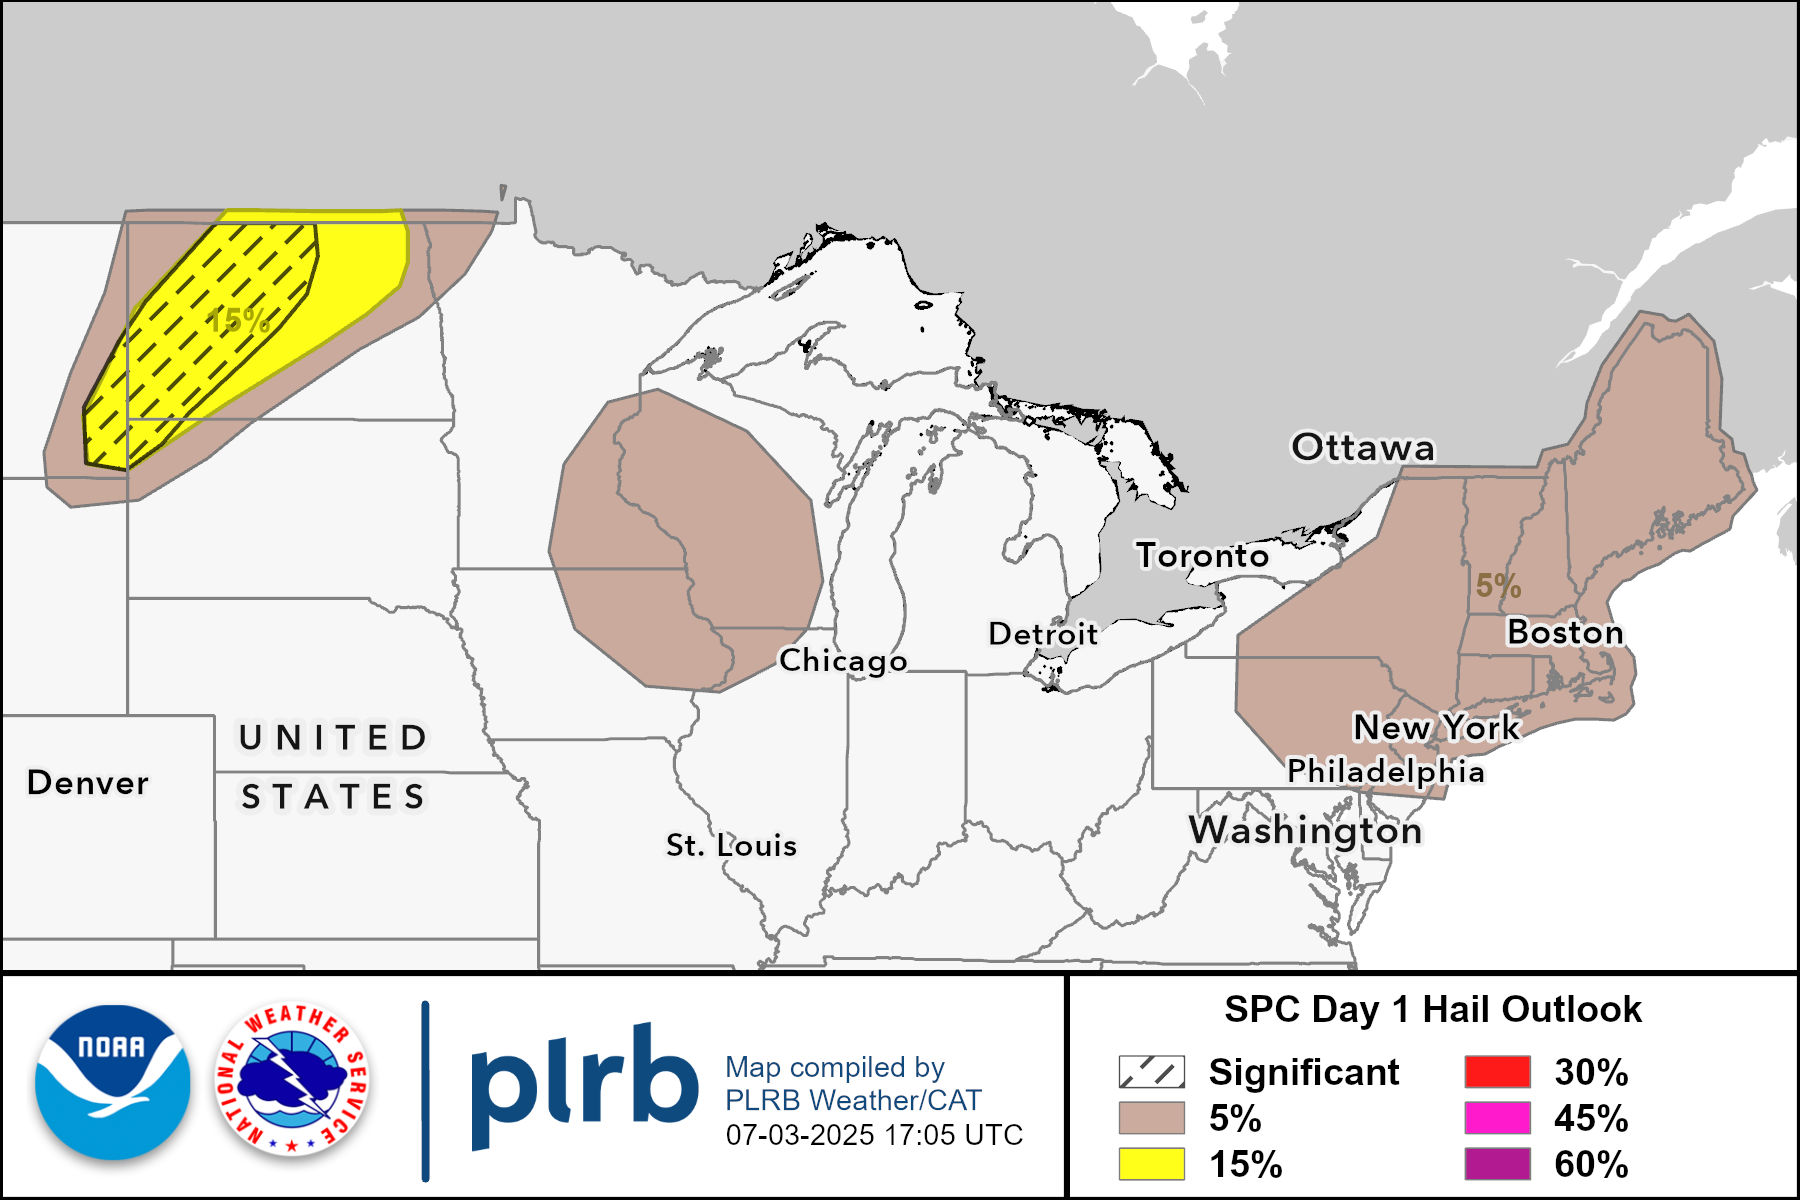 15%
Ottawa
Toronto
5%
Boston
Detroit
Chicago
New York
UNITED
STATES
Denver
Philadelphia
Washington
St. Louis
NOAA
NATIONAL WEATHER SERVICE
plrb
Map compiled by
PLRB Weather/CAT
07-03-2025 17:05 UTC
SPC Day 1 Hail Outlook
Significant
5%
15%
30%
45%
60%